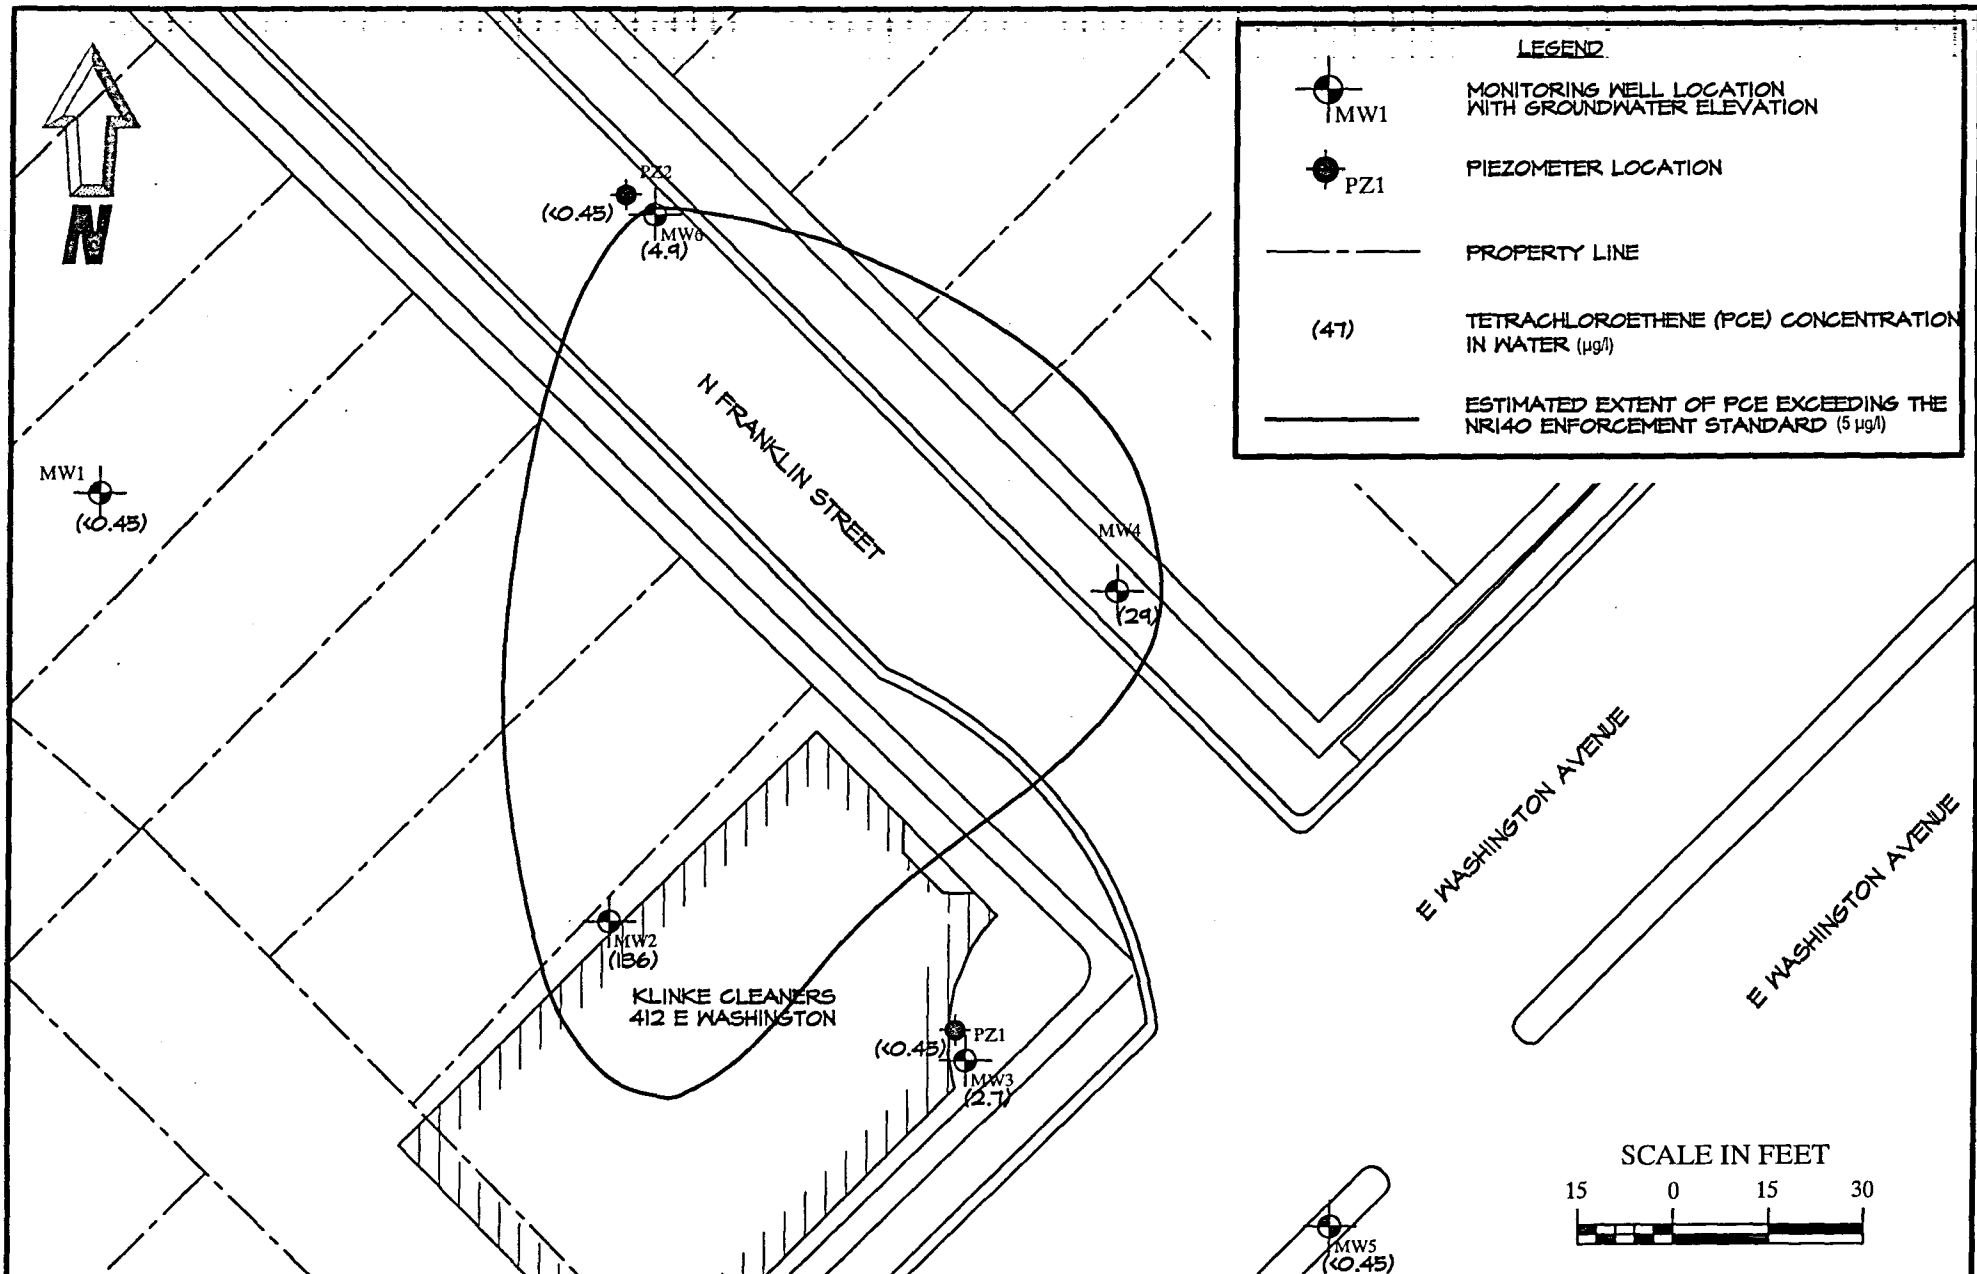 LEGEND
MW1
MONITORING WELL LOCATION
WITH GROUNDWATER ELEVATION
PZ1
PIEZOMETER LOCATION
PROPERTY LINE
(47)
TETRACHLOROETHENE (PCE) CONCENTRATION
IN WATER (µg/l)
ESTIMATED EXTENT OF PCE EXCEEDING THE
NR140 ENFORCEMENT STANDARD (5 µg/l)
N
PZ2
(<0.45)
MW6
(4.9)
N FRANKLIN STREET
MW1
(<0.45)
MW4
(29)
E WASHINGTON AVENUE
E WASHINGTON AVENUE
MW2
(136)
KLINKE CLEANERS
412 E WASHINGTON
PZ1
(<0.45)
MW3
(2.7)
SCALE IN FEET
15 0 15 30
MW5
(<0.45)